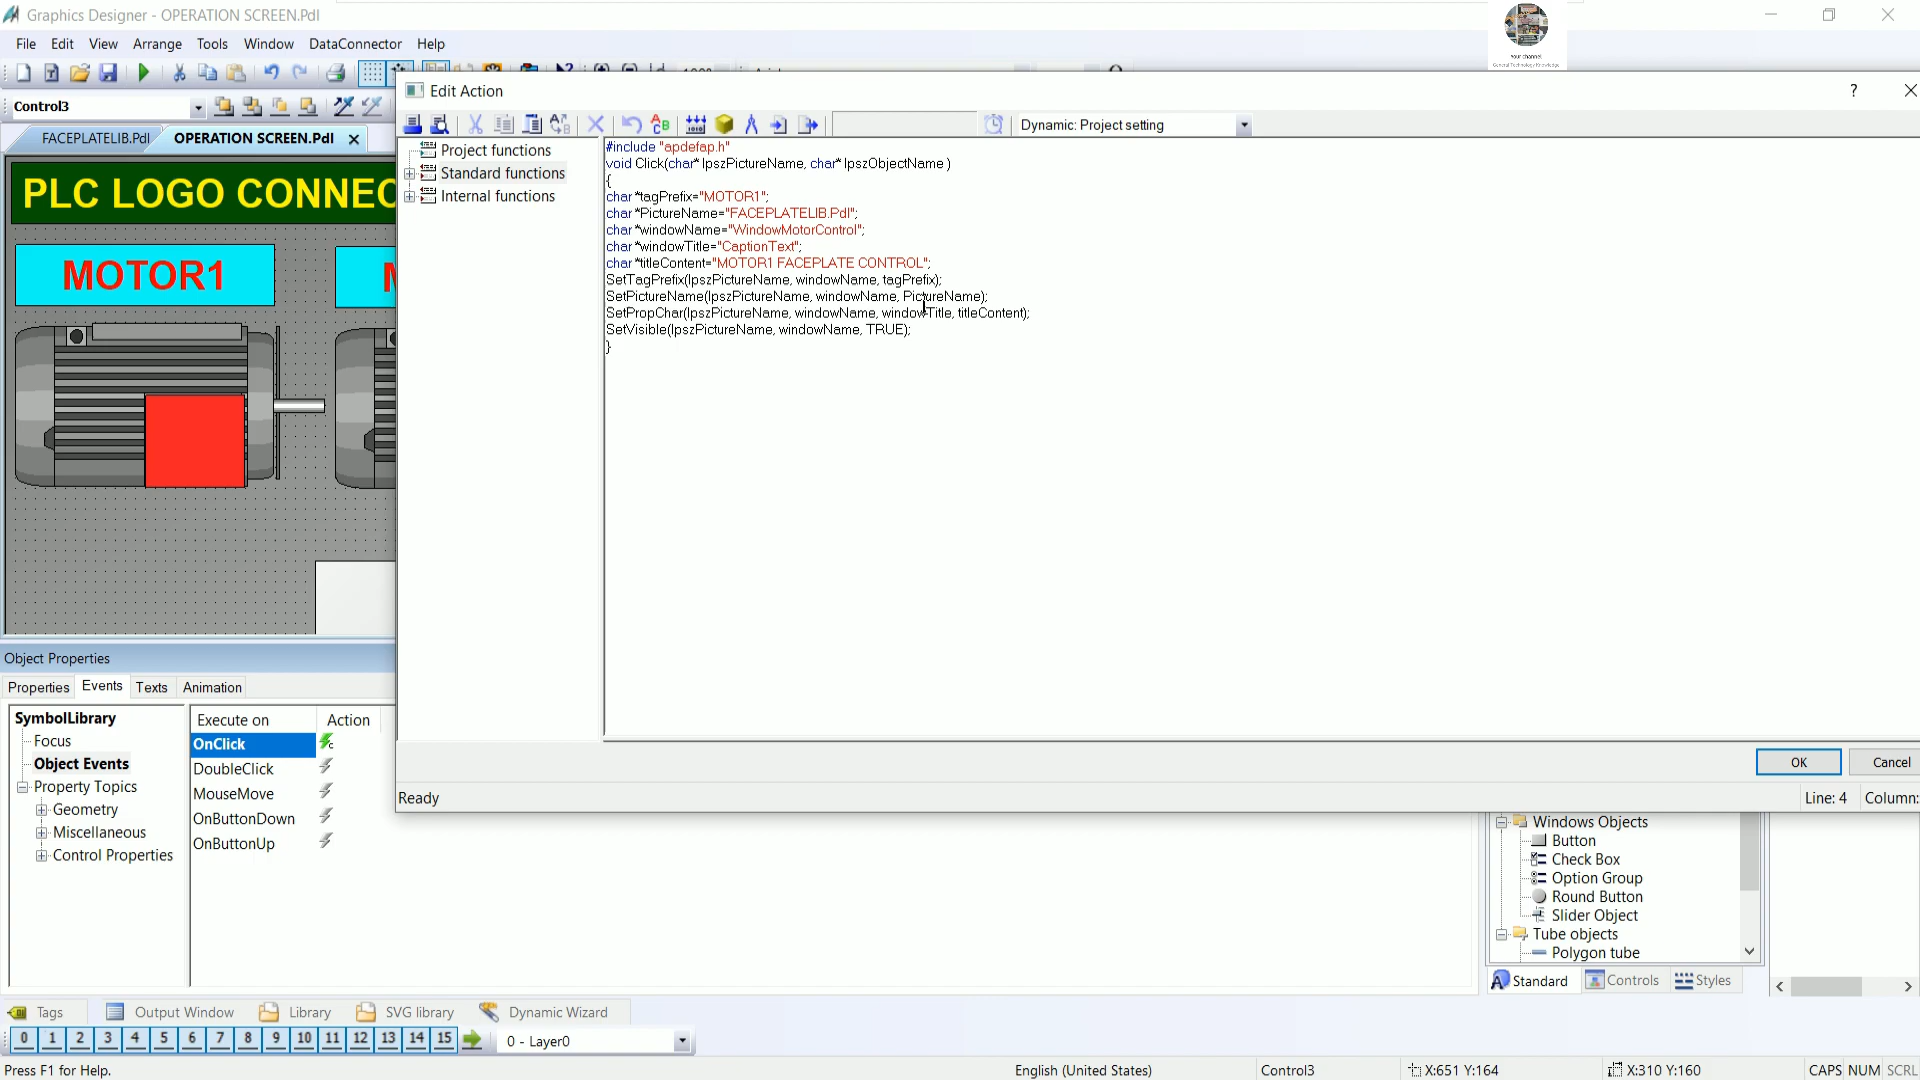 Graphics Designer - OPERATION SCREEN.Pdl
Your channel
General Technology Knowledge
File Edit View Arrange Tools Window DataConnector Help
Control3
Edit Action
?
FACEPLATELIB.Pdl OPERATION SCREEN.Pdl
Dynamic: Project setting
PLC LOGO CONNEC
MOTOR1
Project functions
Standard functions
Internal functions
#include "apdefap.h"
void Click(char* lpszPictureName, char* lpszObjectName )
{
char *tagPrefix="MOTOR1";
char *PictureName="FACEPLATELIB.Pdl";
char *windowName="WindowMotorControl";
char *windowTitle="CaptionText";
char *titleContent="MOTOR1 FACEPLATE CONTROL";
SetTagPrefix(lpszPictureName, windowName, tagPrefix);
SetPictureName(lpszPictureName, windowName, PictureName);
SetPropChar(lpszPictureName, windowName, windowTitle, titleContent);
SetVisible(lpszPictureName, windowName, TRUE);
}
OK Cancel
Ready
Line: 4 Column:
Object Properties
Properties Events Texts Animation
SymbolLibrary
Focus
Object Events
Property Topics
Geometry
Miscellaneous
Control Properties
Execute on Action
OnClick
DoubleClick
MouseMove
OnButtonDown
OnButtonUp
Windows Objects
Button
Check Box
Option Group
Round Button
Slider Object
Tube objects
Polygon tube
Standard Controls Styles
Tags Output Window Library SVG library Dynamic Wizard
0 1 2 3 4 5 6 7 8 9 10 11 12 13 14 15 0 - Layer0
Press F1 for Help. English (United States) Control3 X:651 Y:164 X:310 Y:160 CAPS NUM SCRL